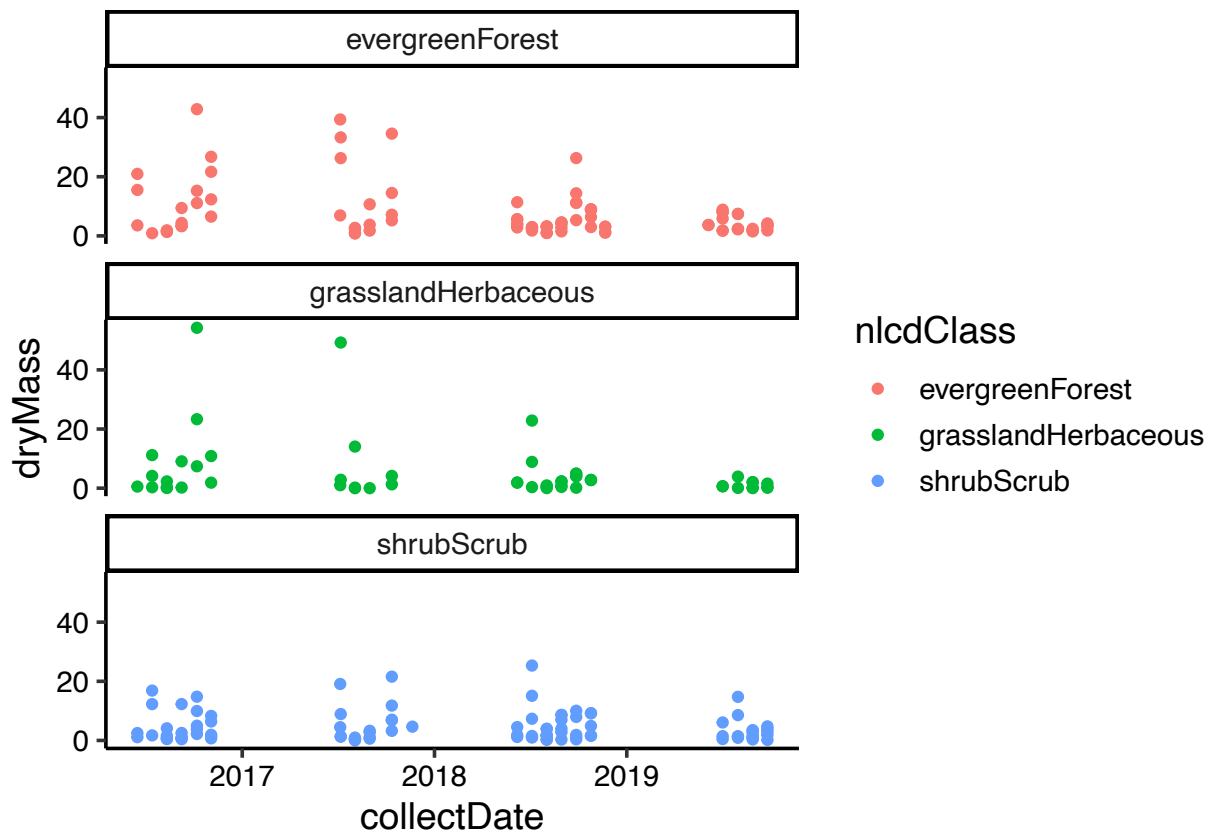 evergreenForest
40
20
0
grasslandHerbaceous
40
20
0
shrubScrub
40
20
0
2017 2018 2019
collectDate
dryMass
nlcdClass
evergreenForest
grasslandHerbaceous
shrubScrub